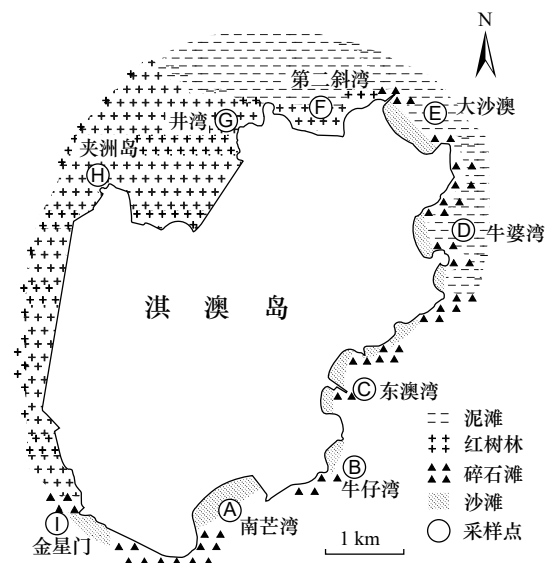 N
第二斜湾
F
E
大沙澳
井湾
G
夹洲岛
H
D
牛婆湾
淇澳岛
C
东澳湾
泥滩
红树林
B
牛仔湾
碎石滩
A
南芒湾
沙滩
I
金星门
1 km
采样点